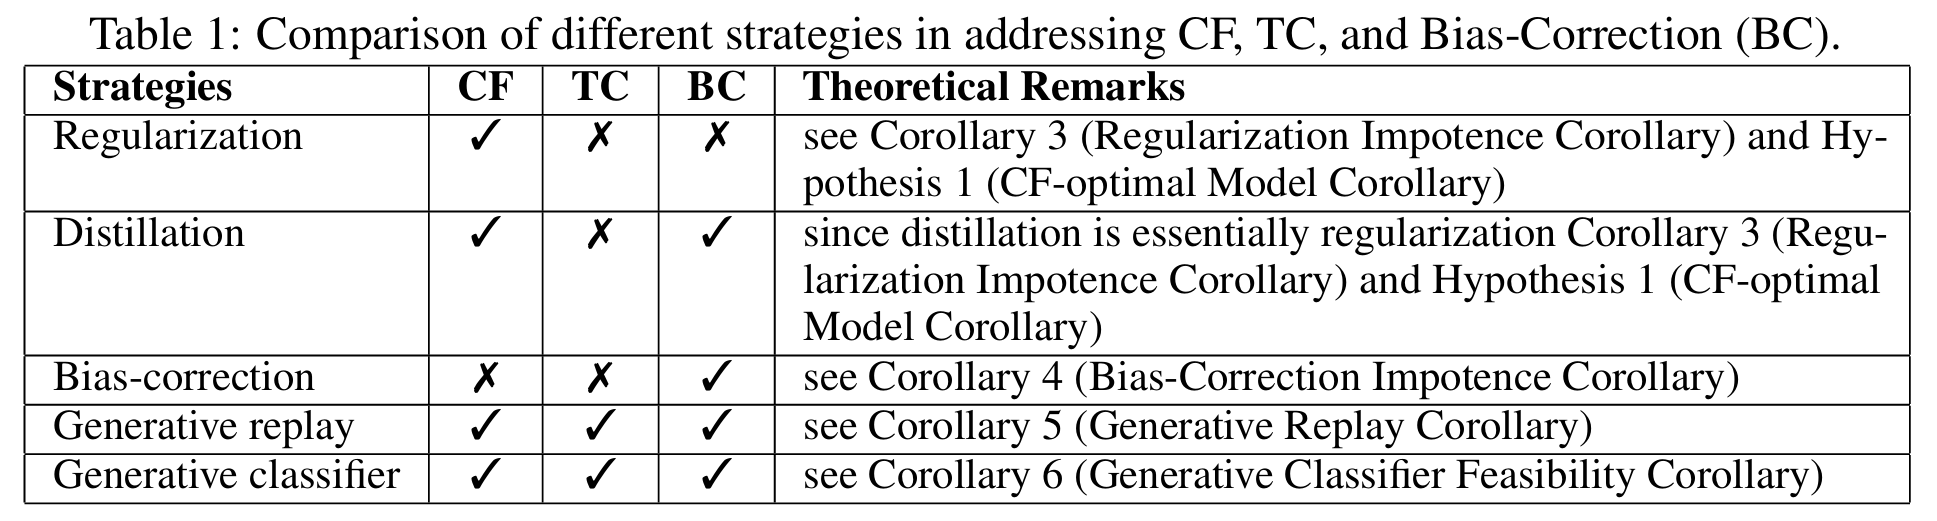 Table 1: Comparison of different strategies in addressing CF, TC, and Bias-Correction (BC).
Strategies CF TC BC Theoretical Remarks
Regularization ✓ ✗ ✗ see Corollary 3 (Regularization Impotence Corollary) and Hy-
pothesis 1 (CF-optimal Model Corollary)
Distillation ✓ ✗ ✓ since distillation is essentially regularization Corollary 3 (Regu-
larization Impotence Corollary) and Hypothesis 1 (CF-optimal
Model Corollary)
Bias-correction ✗ ✗ ✓ see Corollary 4 (Bias-Correction Impotence Corollary)
Generative replay ✓ ✓ ✓ see Corollary 5 (Generative Replay Corollary)
Generative classifier ✓ ✓ ✓ see Corollary 6 (Generative Classifier Feasibility Corollary)